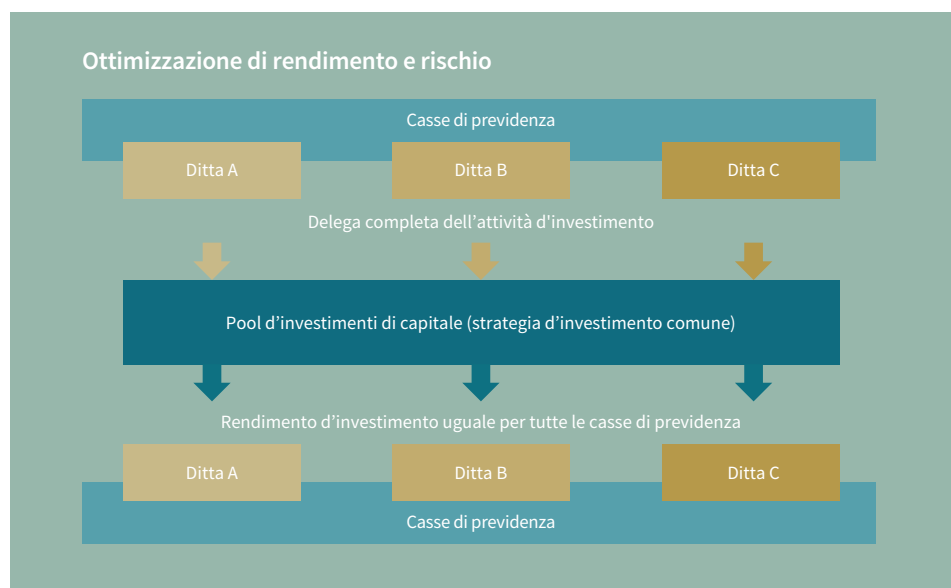 Ottimizzazione di rendimento e rischio
Casse di previdenza
Ditta A
Ditta B
Ditta C
Delega completa dell’attività d'investimento
Pool d’investimenti di capitale (strategia d’investimento comune)
Rendimento d’investimento uguale per tutte le casse di previdenza
Ditta A
Ditta B
Ditta C
Casse di previdenza